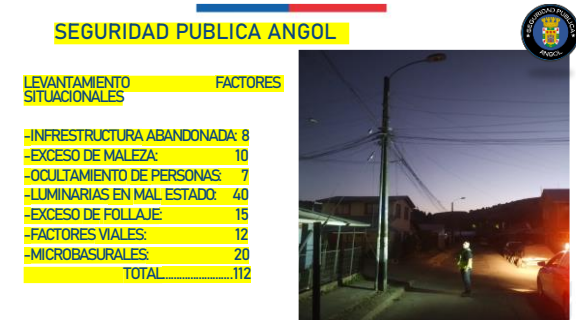 SEGURIDAD PUBLICA ANGOL
SEGURIDAD PUBLICA
ANGOL
LEVANTAMIENTO FACTORES
SITUACIONALES
-INFRESTRUCTURA ABANDONADA: 8
-EXCESO DE MALEZA: 10
-OCULTAMIENTO DE PERSONAS: 7
-LUMINARIAS EN MAL ESTADO: 40
-EXCESO DE FOLLAJE: 15
-FACTORES VIALES: 12
-MICROBASURALES: 20
TOTAL.........................112